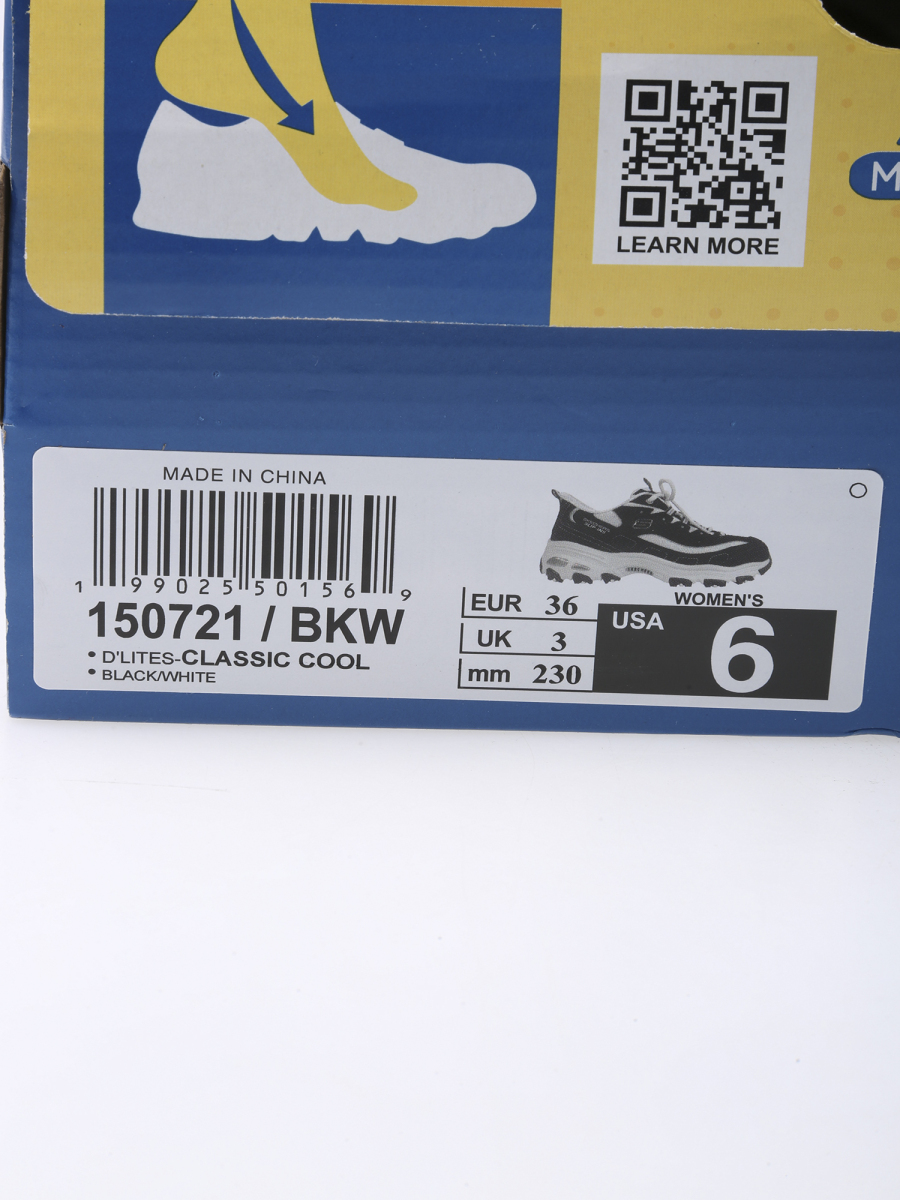 M
LEARN MORE
MADE IN CHINA
1 99025 50156 9
150721 / BKW
• D'LITES-CLASSIC COOL
• BLACK/WHITE
WOMEN'S
EUR 36
UK 3
mm 230
USA 6